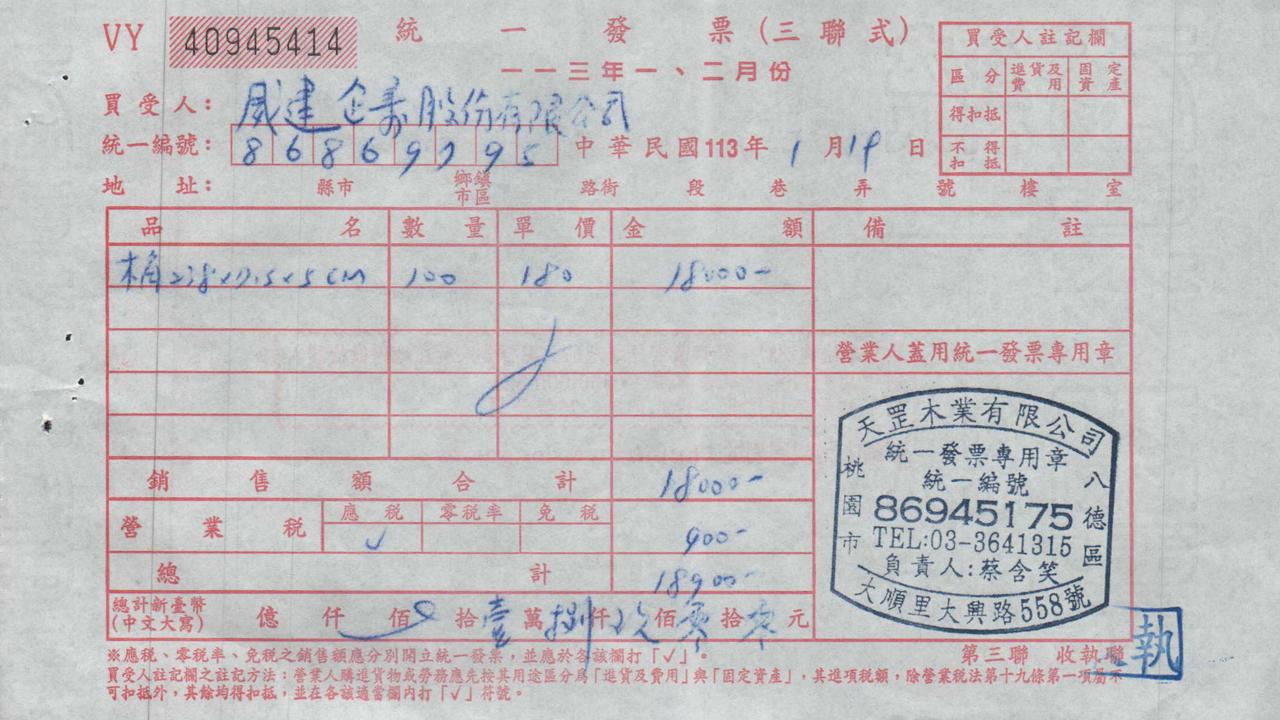 VY 40945414 統一發票(三聯式)
一一三年一、二月份
買受人: 威建企壽股份有限公司
統一編號: 86869795 中華民國113年1月19日
地址: 縣市 鄉鎮市區 路街 段 巷 弄 號 樓 室
買受人註記欄
區分 進貨及費用 固定資產
得扣抵
不得扣抵
品名 數量 單價 金額 備註
木角238x7.5x5CM 100 180 18000-
營業人蓋用統一發票專用章
銷售額合計 18000-
營業稅 應稅 零稅率 免稅
✓ 900-
總計 18900-
總計新臺幣(中文大寫) 億 仟 佰 拾 壹 萬 捌 仟 玖 佰 零 拾 零 元
天罡木業有限公司
統一發票專用章
統一編號
86945175
TEL:03-3641315
負責人:蔡含笑
桃園市
八德區
大順里大興路558號
第三聯 收執聯
執
※應稅、零稅率、免稅之銷售額應分別開立統一發票,並應於各該欄打「✓」。
買受人註記欄之註記方法:營業人購進貨物或勞務應先按其用途區分為「進貨及費用」與「固定資產」,其進項稅額,除營業稅法第十九條第一項屬不
可扣抵外,其餘均得扣抵,並在各該適當欄內打「✓」符號。